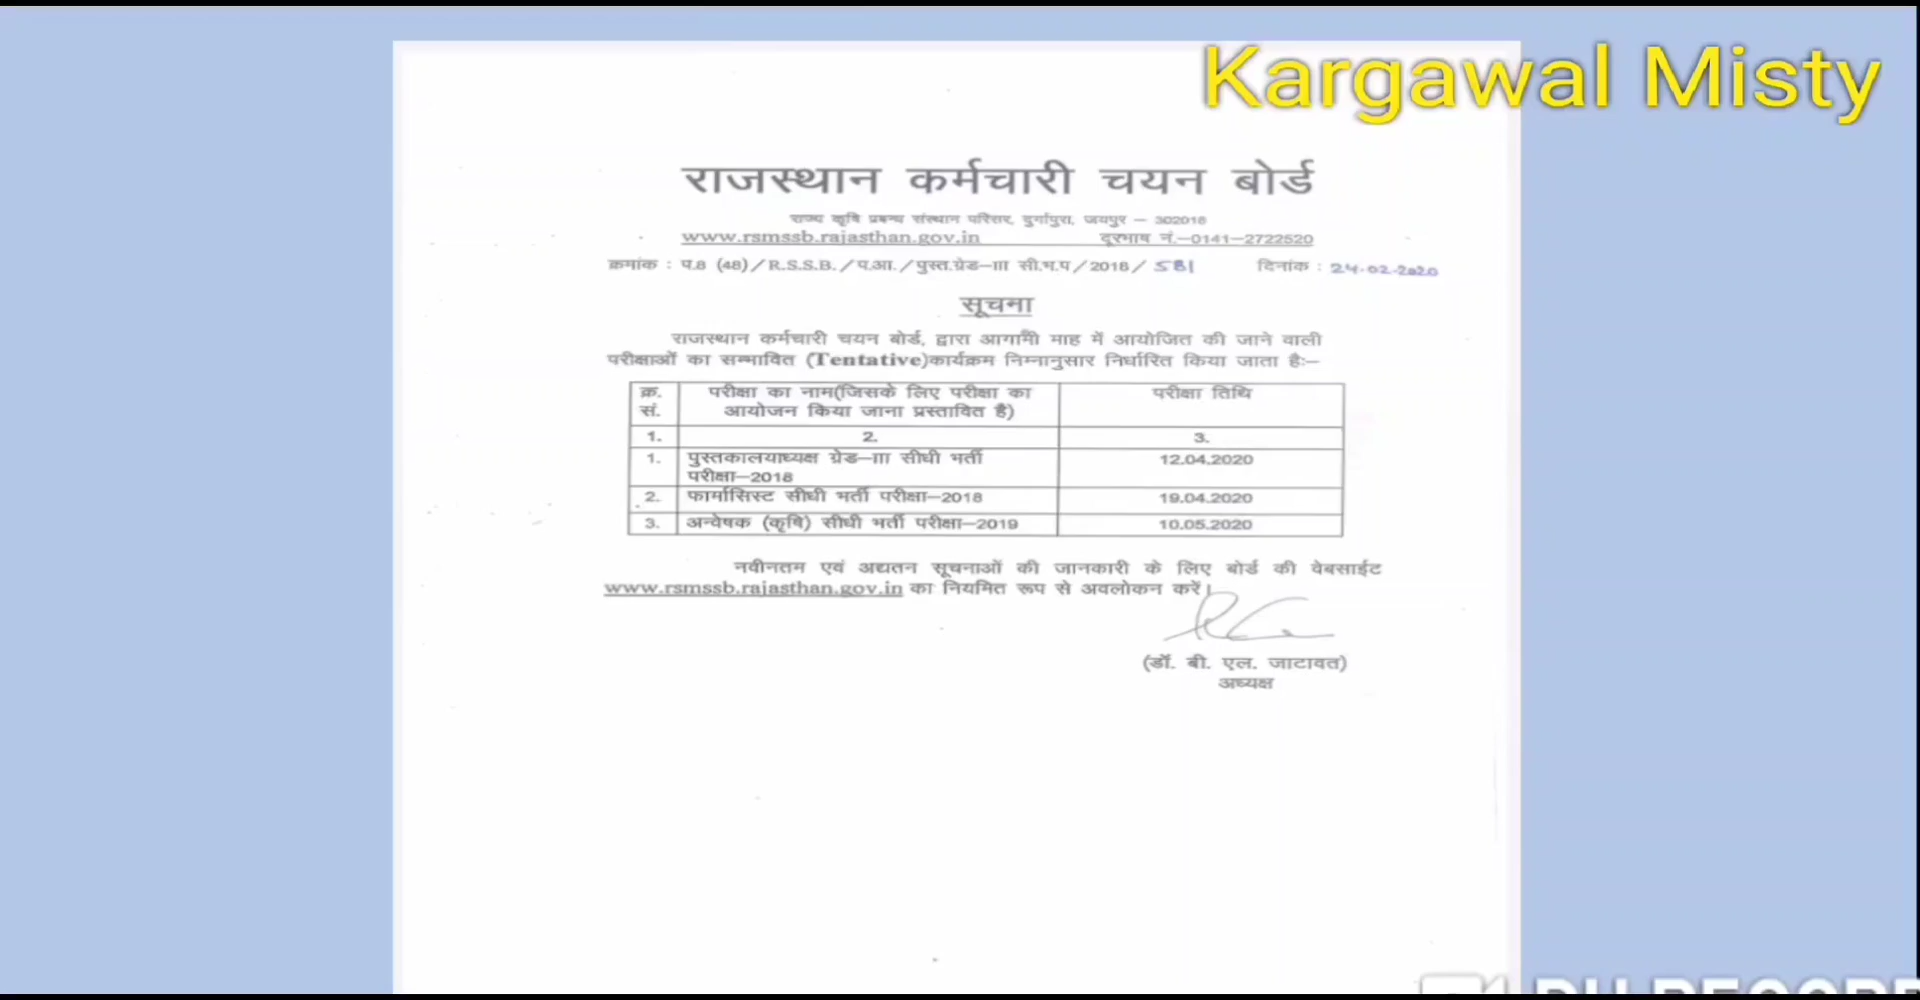 Kargawal Misty
राजस्थान कर्मचारी चयन बोर्ड
राज्य कृषि प्रबन्ध संस्थान परिसर, दुर्गापुरा, जयपुर – 302018
www.rsmssb.rajasthan.gov.in दूरभाष नं.–0141–2722520
क्रमांक : प.8 (48)/R.S.S.B./प.आ./पुस्त.ग्रेड–III सी.भ.प/2018/ 581 दिनांक : 24-02-2020
सूचना
राजस्थान कर्मचारी चयन बोर्ड, द्वारा आगामी माह में आयोजित की जाने वाली
परीक्षाओं का सम्भावित (Tentative)कार्यक्रम निम्नानुसार निर्धारित किया जाता हैः–
क्र. परीक्षा का नाम(जिसके लिए परीक्षा का परीक्षा तिथि
सं. आयोजन किया जाना प्रस्तावित है)
1. 2. 3.
1. पुस्तकालयाध्यक्ष ग्रेड–III सीधी भर्ती 12.04.2020
परीक्षा–2018
2. फार्मासिस्ट सीधी भर्ती परीक्षा–2018 19.04.2020
3. अन्वेषक (कृषि) सीधी भर्ती परीक्षा–2019 10.05.2020
नवीनतम एवं अद्यतन सूचनाओं की जानकारी के लिए बोर्ड की वेबसाईट
www.rsmssb.rajasthan.gov.in का नियमित रूप से अवलोकन करें।
(डॉ. बी. एल. जाटावत)
अध्यक्ष